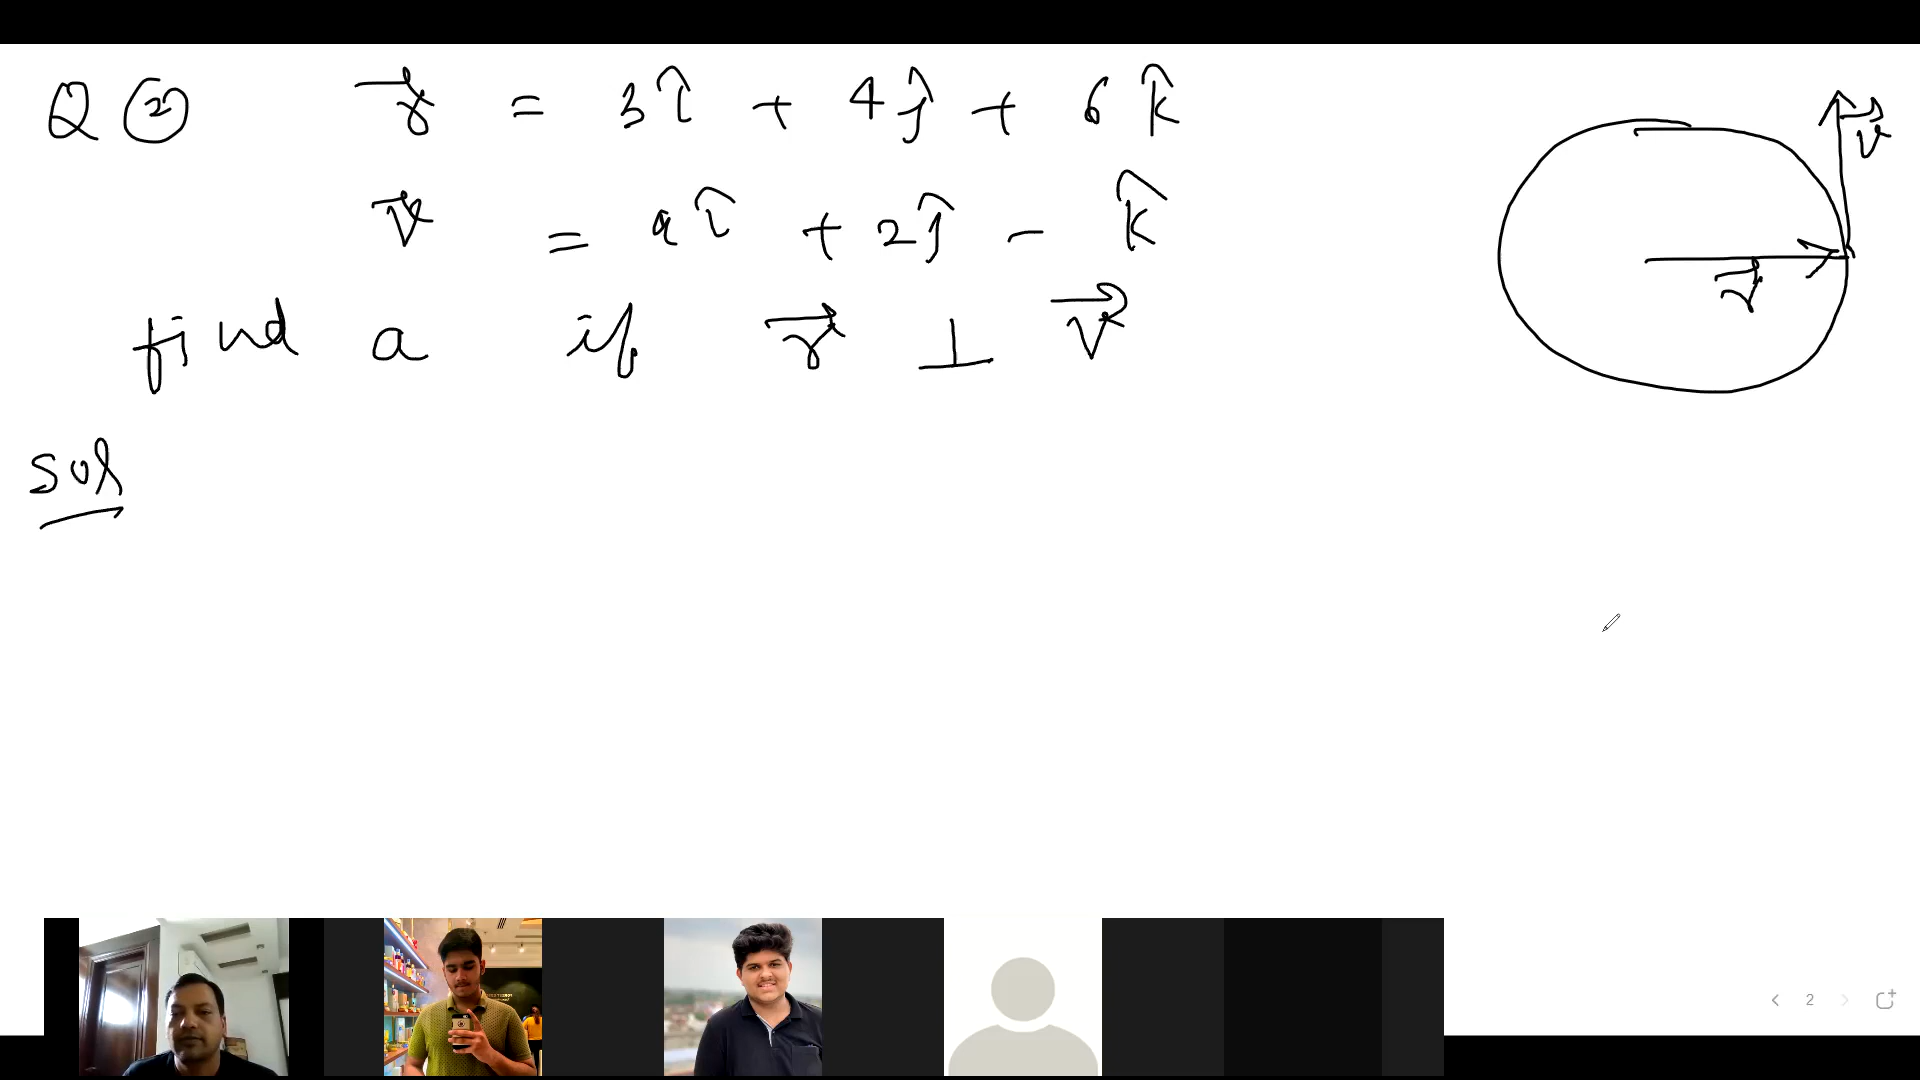 Q ② r⃗ = 3î + 4ĵ + 6k̂
v⃗ = aî + 2ĵ - k̂
find a if r⃗ ⊥ v⃗
Sol
v⃗
r⃗
2